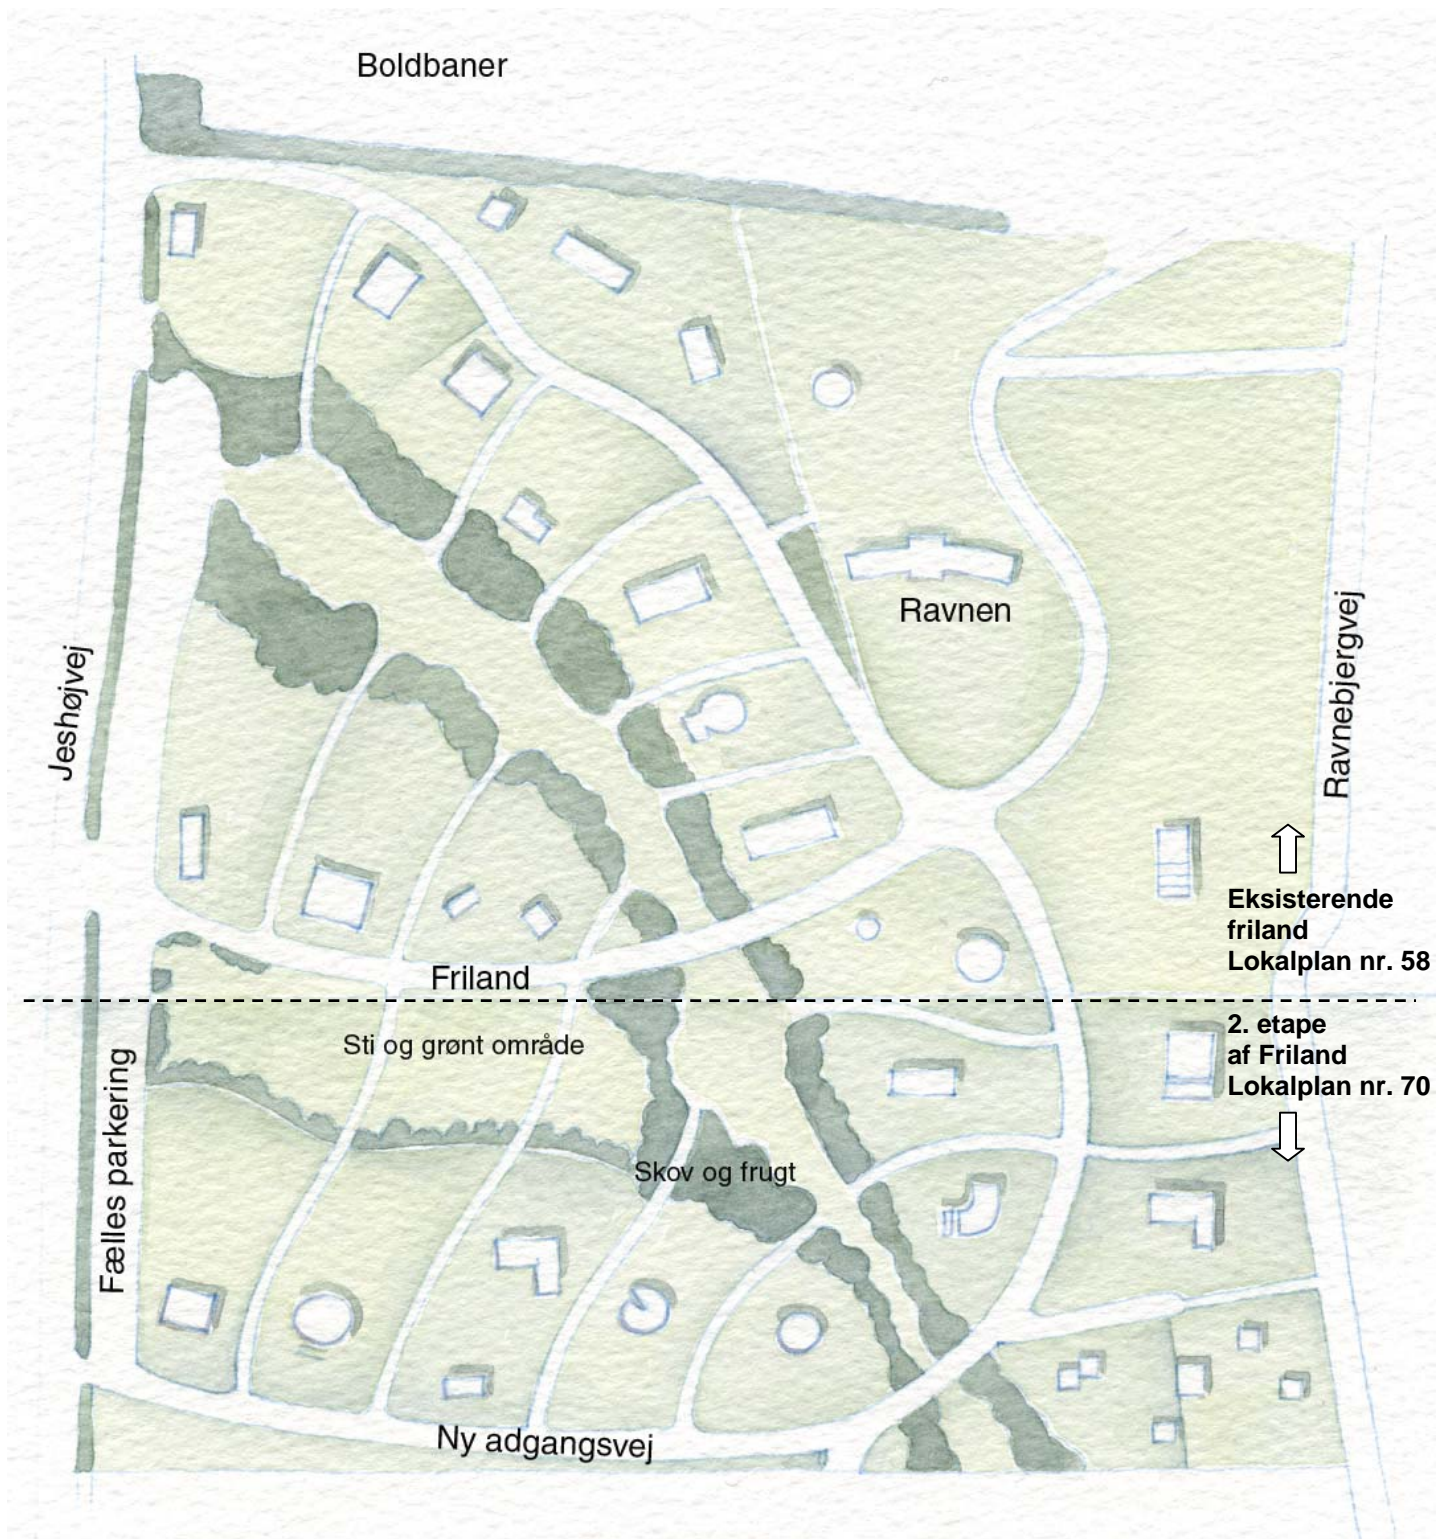 Boldbaner
Ravnen
Jeshøjvej
Ravnebjergvej
Eksisterende
friland
Lokalplan nr. 58
Friland
2. etape
af Friland
Lokalplan nr. 70
Sti og grønt område
Fælles parkering
Skov og frugt
Ny adgangsvej